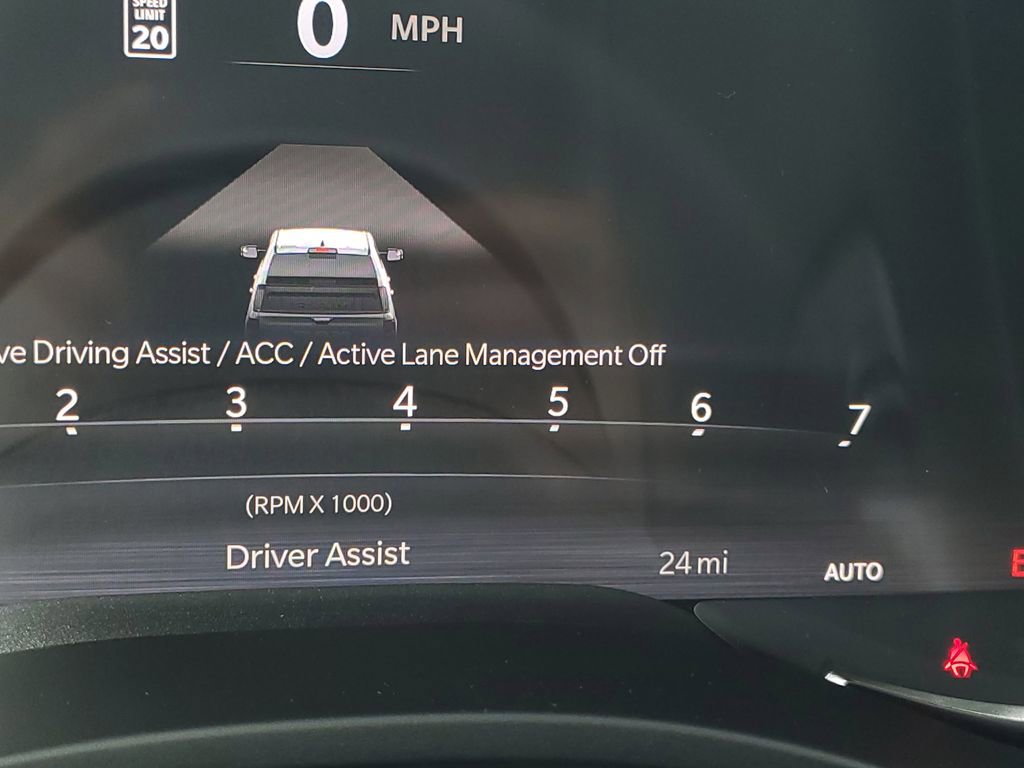 SPEED
LIMIT
20
0 MPH
ve Driving Assist / ACC / Active Lane Management Off
2 3 4 5 6 7
(RPM X 1000)
Driver Assist
24 mi
AUTO